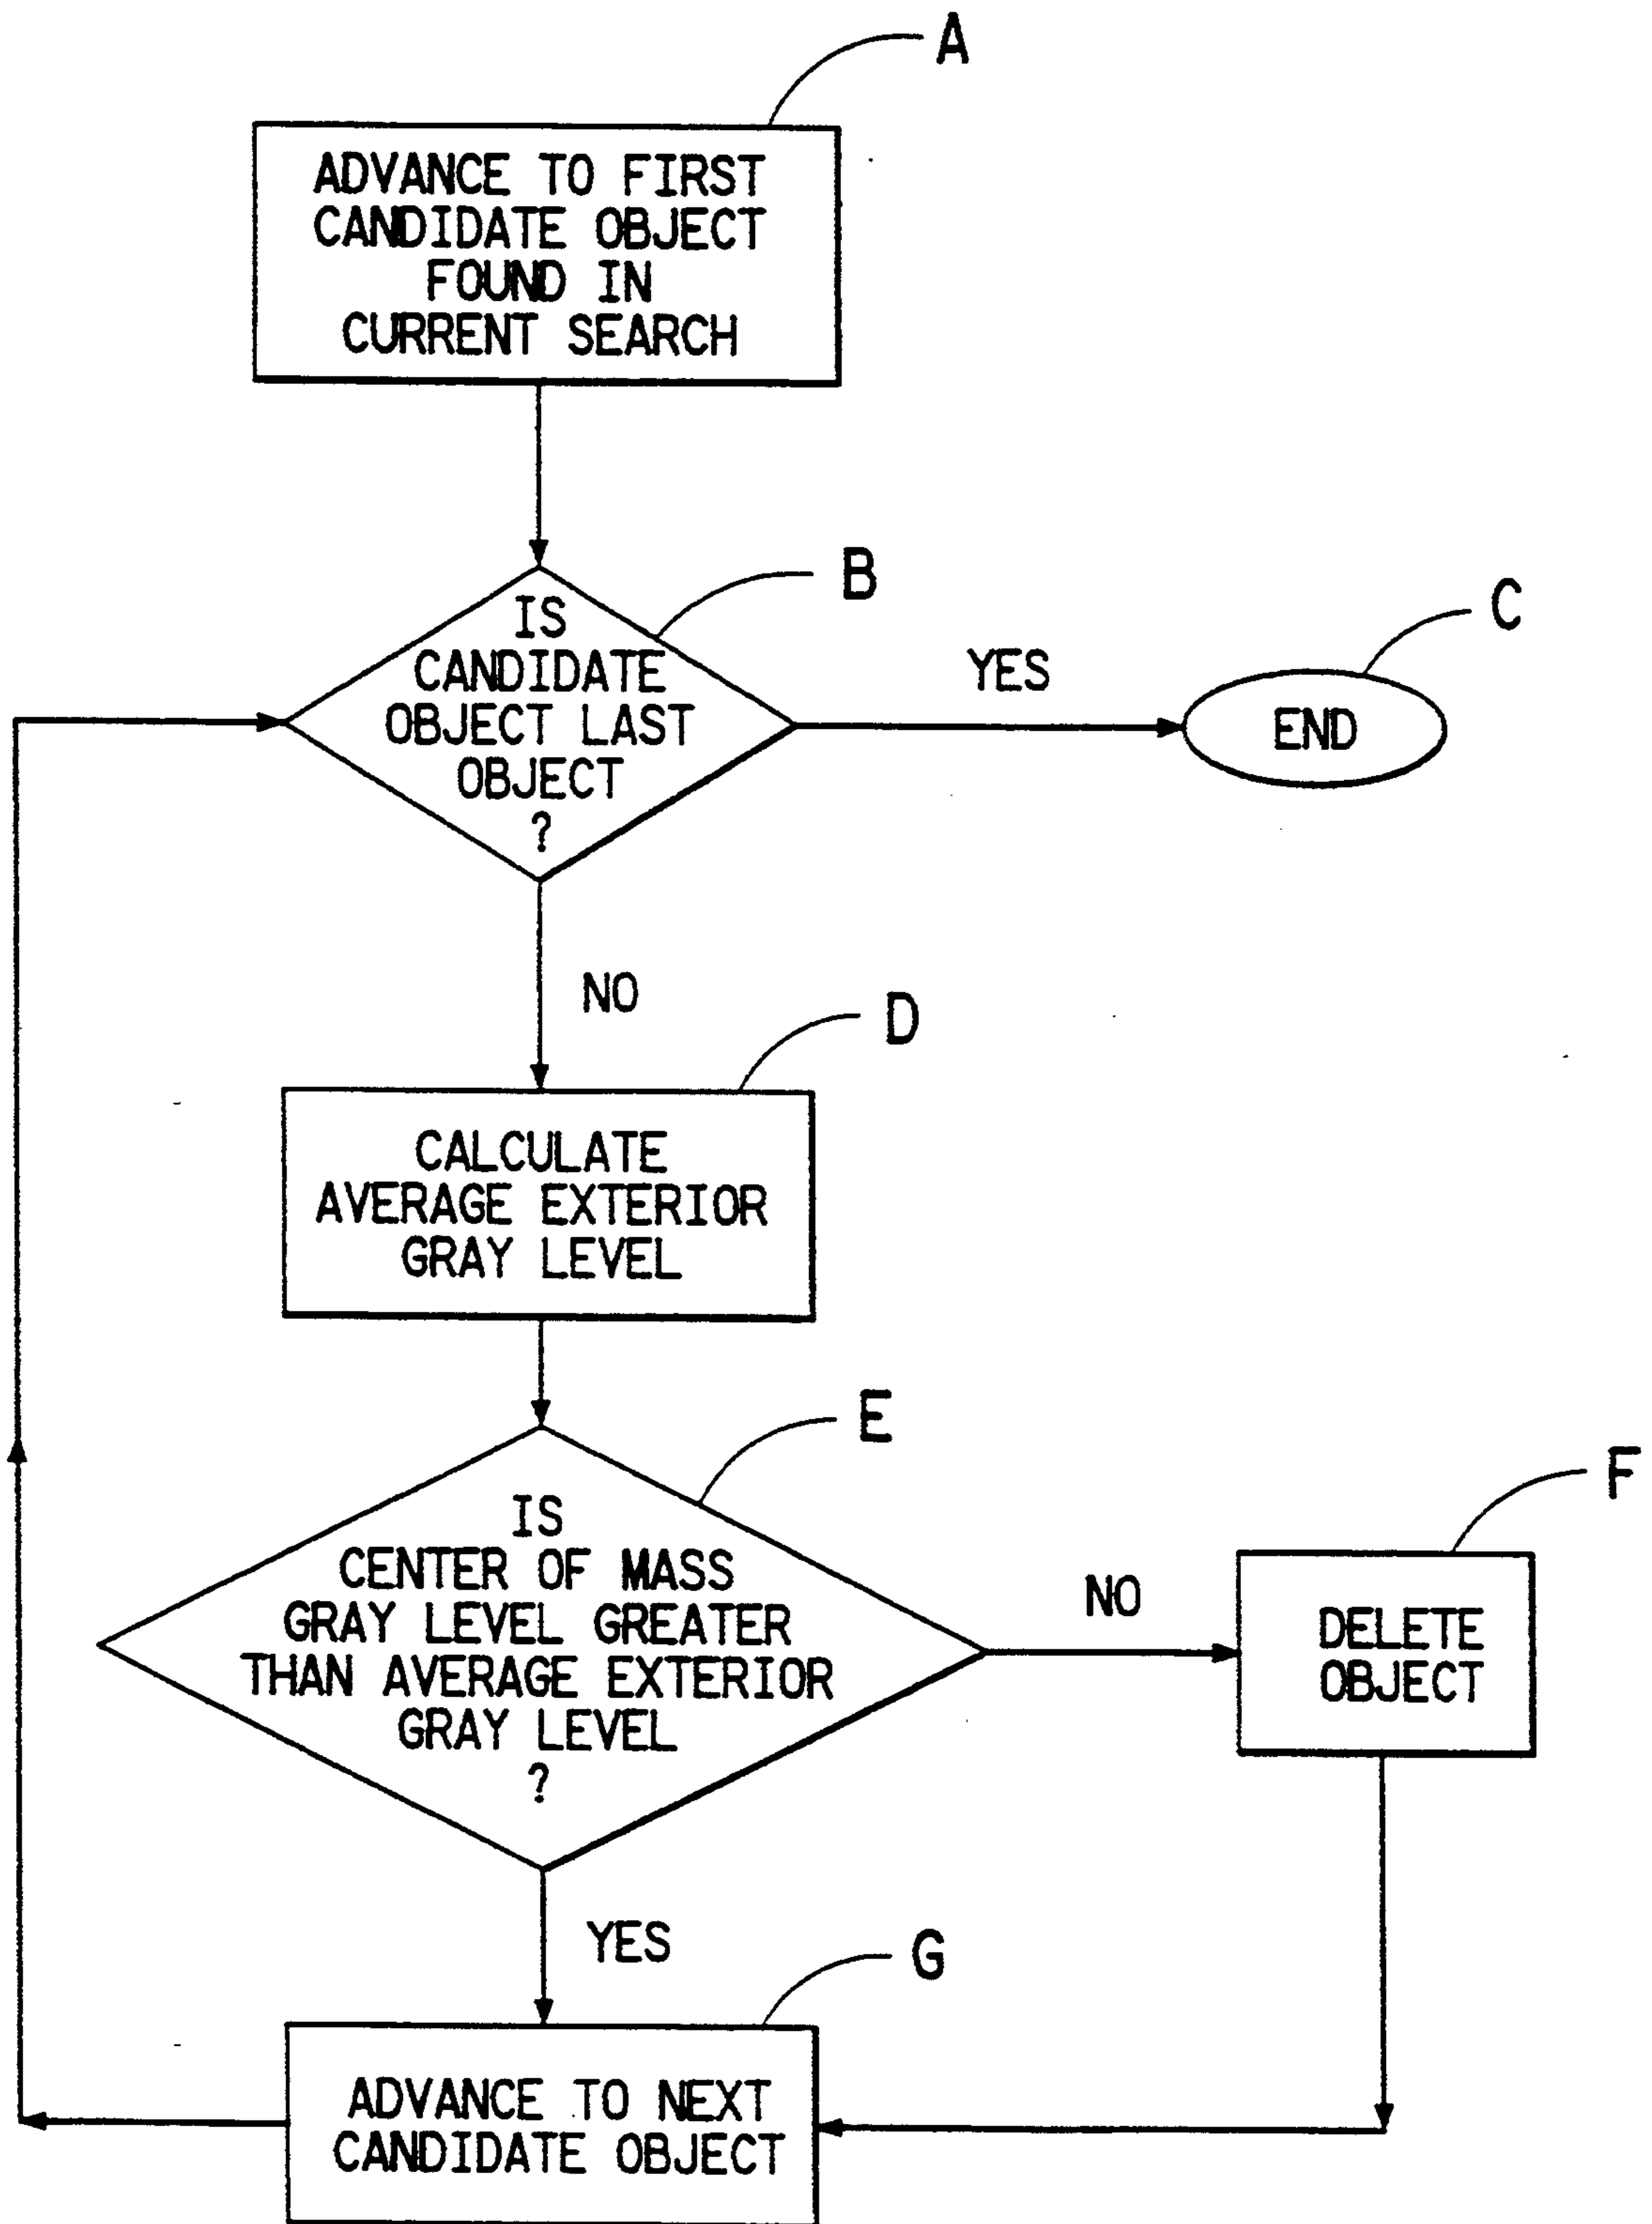 A
ADVANCE TO FIRST
CANDIDATE OBJECT
FOUND IN
CURRENT SEARCH
B
IS
CANDIDATE
OBJECT LAST
OBJECT
?
YES
C
END
NO
D
CALCULATE
AVERAGE EXTERIOR
GRAY LEVEL
E
IS
CENTER OF MASS
GRAY LEVEL GREATER
THAN AVERAGE EXTERIOR
GRAY LEVEL
?
NO
F
DELETE
OBJECT
YES
G
ADVANCE TO NEXT
CANDIDATE OBJECT